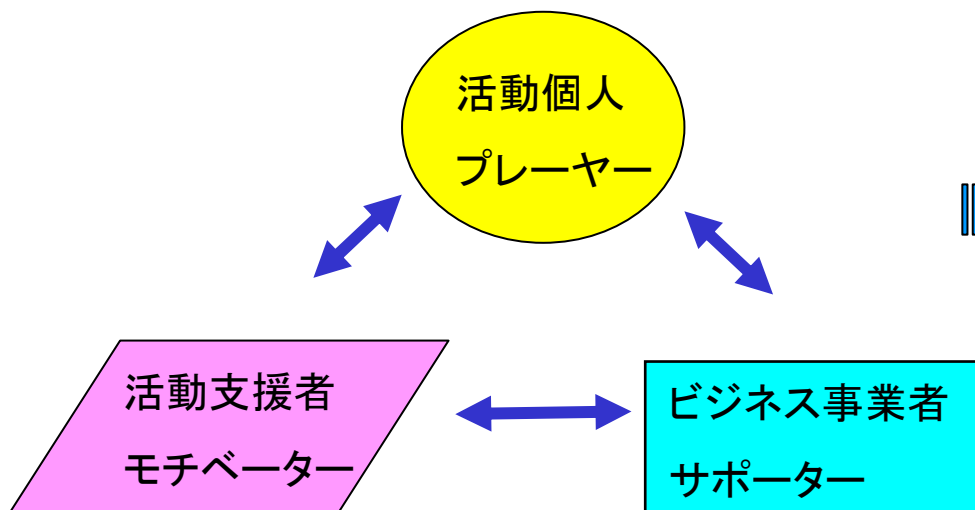 活動個人
プレーヤー
活動支援者
モチベーター
ビジネス事業者
サポーター